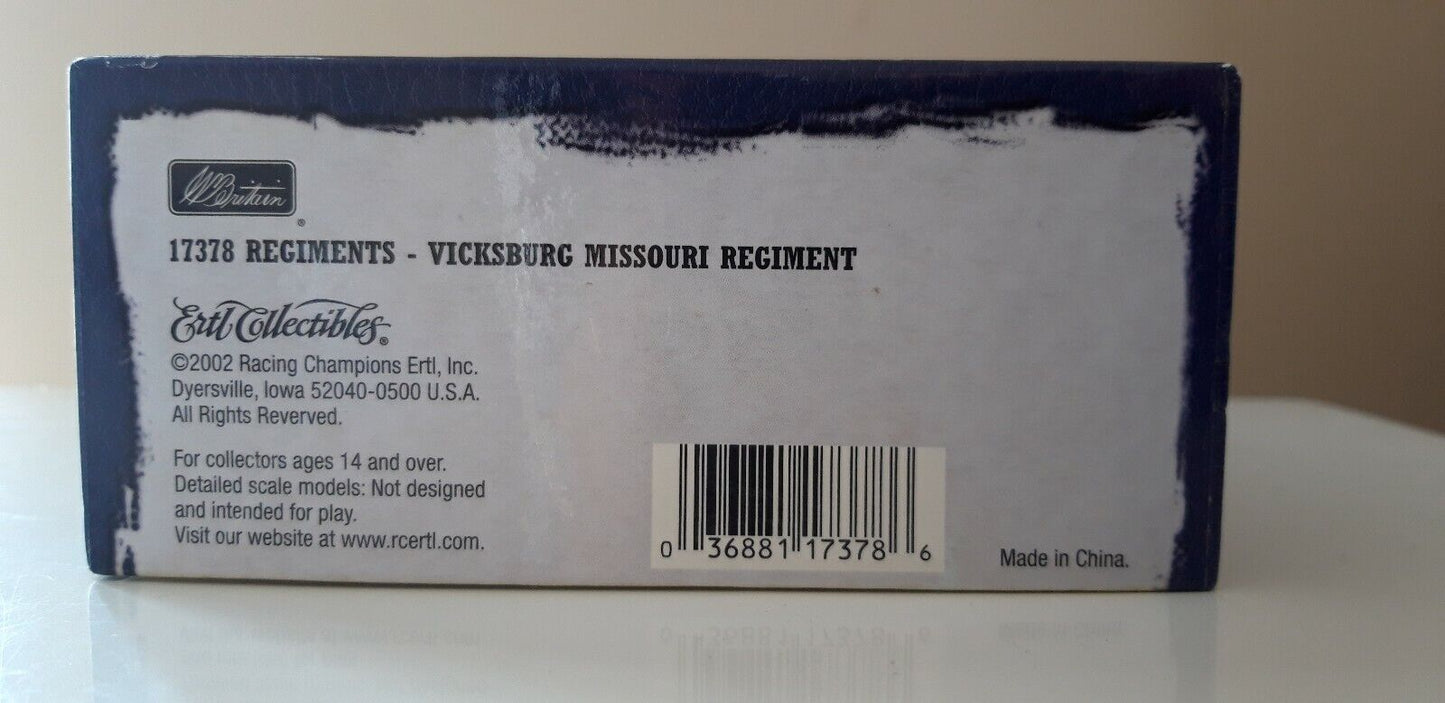 WBritain®
17378 REGIMENTS - VICKSBURG MISSOURI REGIMENT
Ertl Collectibles®
©2002 Racing Champions Ertl, Inc.
Dyersville, Iowa 52040-0500 U.S.A.
All Rights Reverved.
For collectors ages 14 and over.
Detailed scale models: Not designed
and intended for play.
Visit our website at www.rcertl.com.
0 36881 17378 6
Made in China.